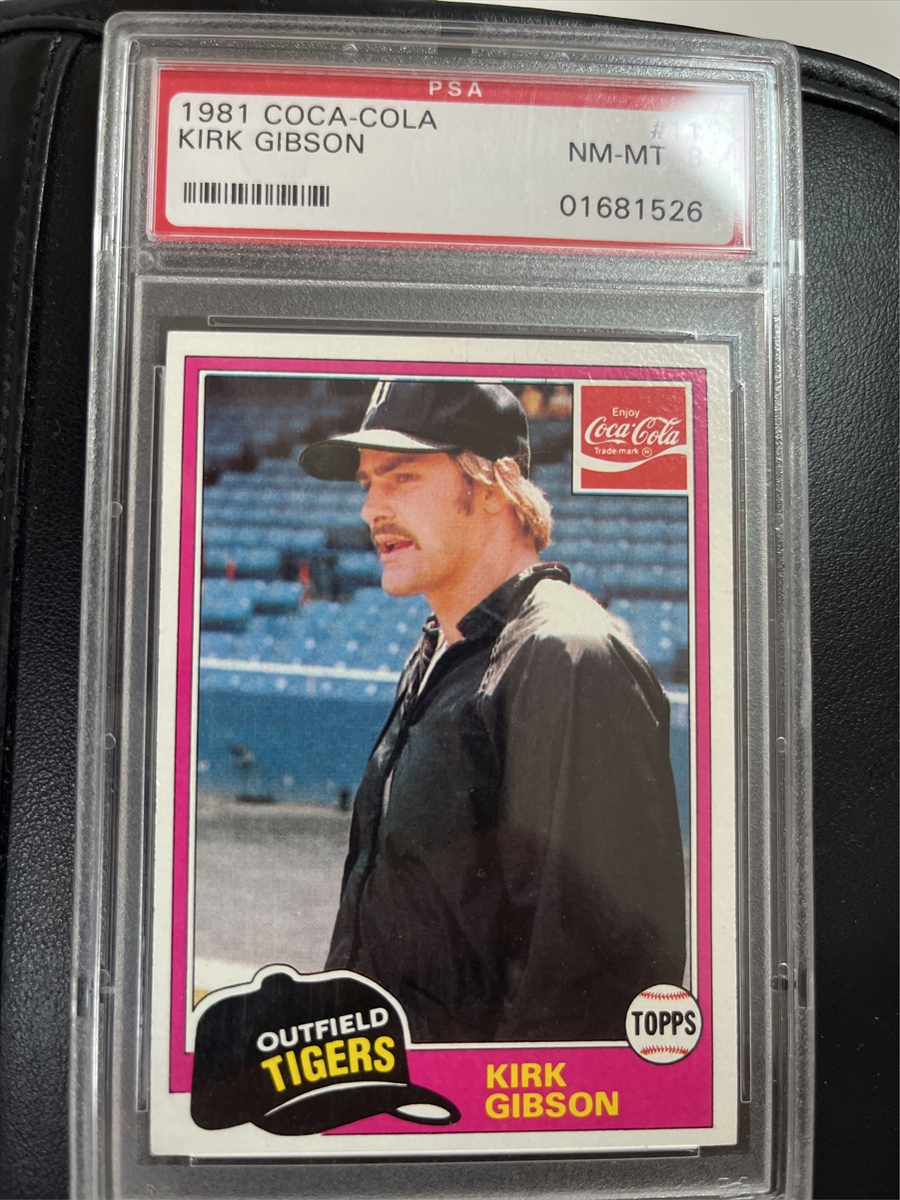 PSA
1981 COCA-COLA
KIRK GIBSON
NM-MT 8
01681526
Enjoy
Coca-Cola
Trade-mark ®
OUTFIELD
TIGERS
TOPPS
KIRK
GIBSON